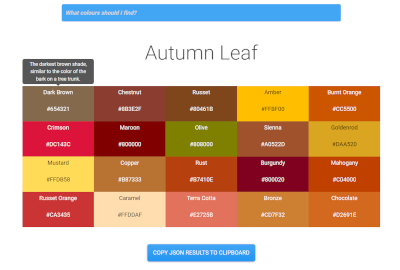 What colours should I find?
Autumn Leaf
The darkest brown shade,
similar to the color of the
bark on a tree trunk.
Dark Brown
#654321
Chestnut
#8B3E2F
Russet
#80461B
Amber
#FFBF00
Burnt Orange
#CC5500
Crimson
#DC143C
Maroon
#800000
Olive
#808000
Sienna
#A0522D
Goldenrod
#DAA520
Mustard
#FFDB58
Copper
#B87333
Rust
#B7410E
Burgundy
#800020
Mahogany
#C04000
Russet Orange
#CA3435
Caramel
#FFDDAF
Terra Cotta
#E2725B
Bronze
#CD7F32
Chocolate
#D2691E
COPY JSON RESULTS TO CLIPBOARD